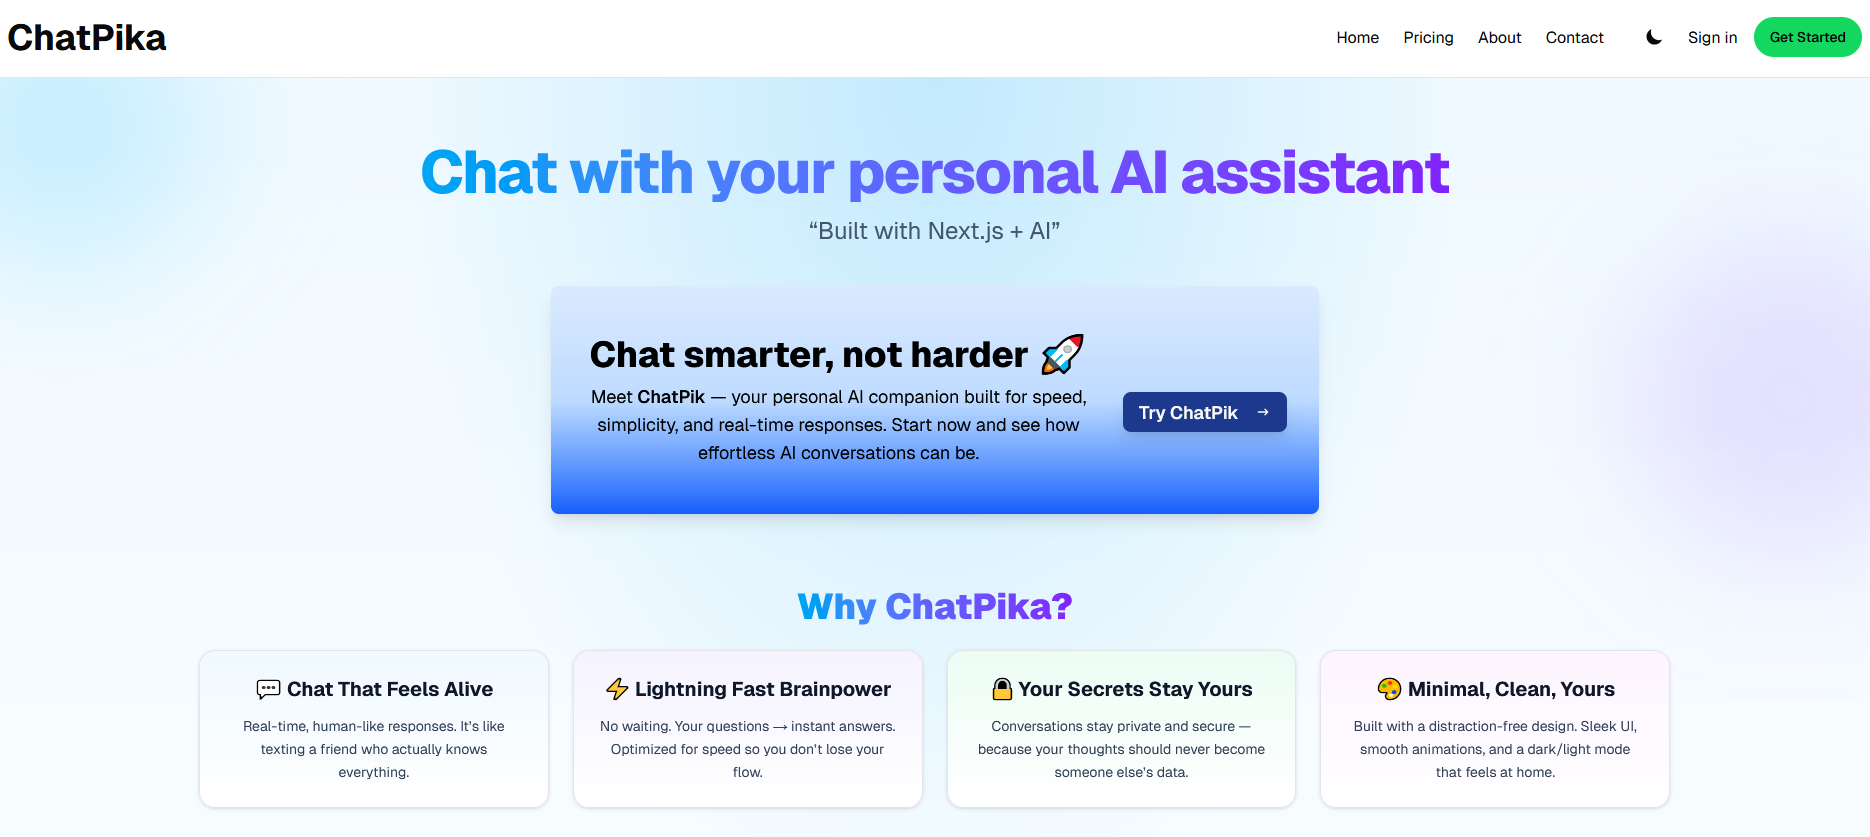 ChatPika
Home Pricing About Contact Sign in Get Started
Chat with your personal AI assistant
“Built with Next.js + AI”
Chat smarter, not harder 🚀
Meet ChatPik — your personal AI companion built for speed,
simplicity, and real-time responses. Start now and see how
effortless AI conversations can be.
Try ChatPik →
Why ChatPika?
💬 Chat That Feels Alive
Real-time, human-like responses. It's like
texting a friend who actually knows
everything.
⚡ Lightning Fast Brainpower
No waiting. Your questions → instant answers.
Optimized for speed so you don't lose your
flow.
🔒 Your Secrets Stay Yours
Conversations stay private and secure —
because your thoughts should never become
someone else's data.
🎨 Minimal, Clean, Yours
Built with a distraction-free design. Sleek UI,
smooth animations, and a dark/light mode
that feels at home.